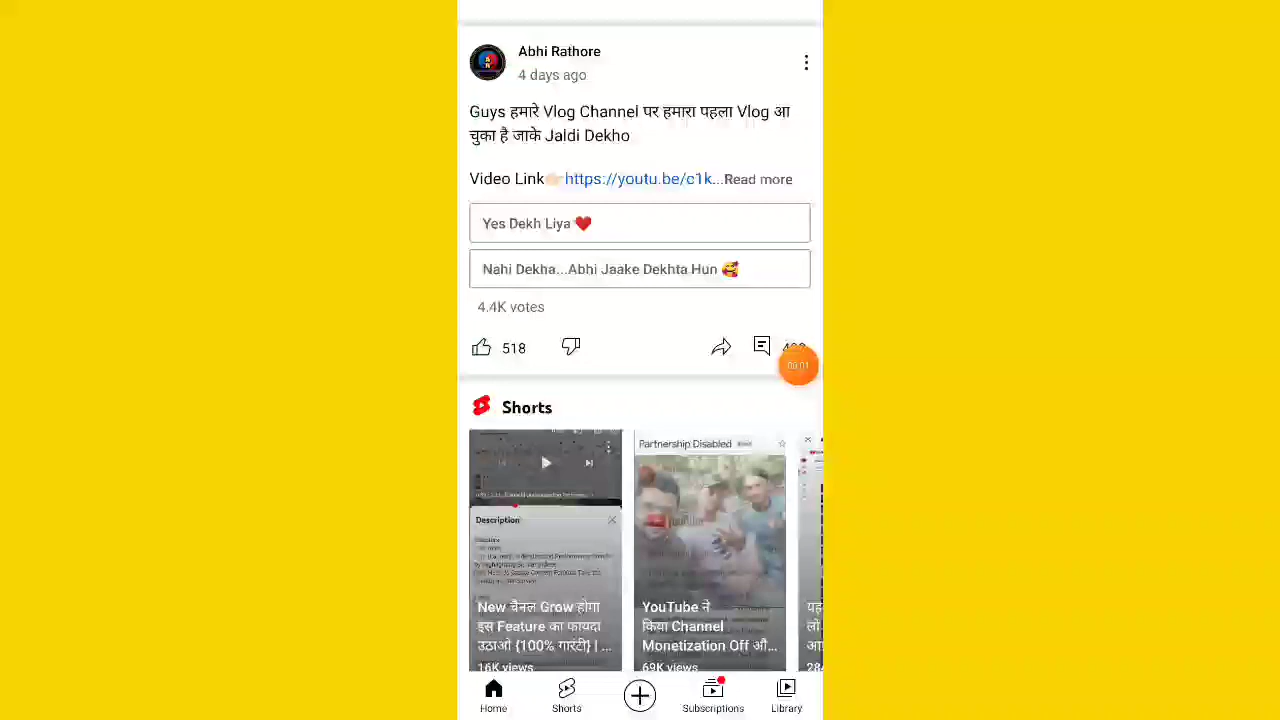 Abhi Rathore
4 days ago
Guys हमारे Vlog Channel पर हमारा पहला Vlog आ
चुका है जाके Jaldi Dekho
Video Link👉🏻https://youtu.be/c1k...Read more
Yes Dekh Liya ❤️
Nahi Dekha...Abhi Jaake Dekhta Hun 🥰
4.4K votes
518
00:01
Shorts
Partnership Disabled
Description
New चैनल Grow होगा
इस Feature का फायदा
उठाओ {100% गारंटी} | ...
16K views
YouTube ने
किया Channel
Monetization Off औ...
69K views
Home
Shorts
Subscriptions
Library